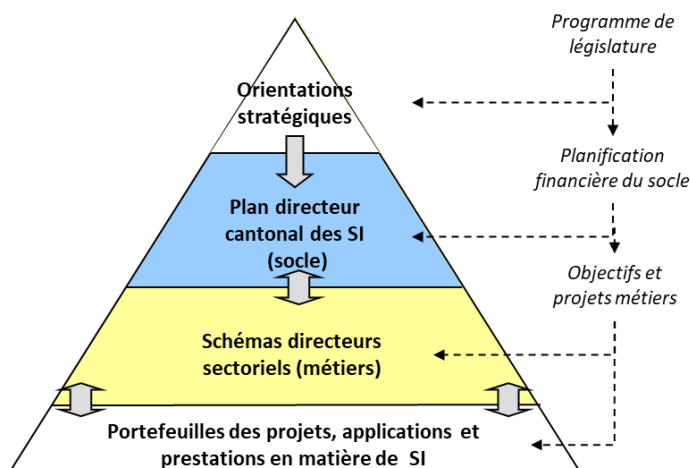 Programme de
législature
Orientations
stratégiques
Planification
financière du socle
Plan directeur
cantonal des SI
(socle)
Objectifs et
projets métiers
Schémas directeurs
sectoriels (métiers)
Portefeuilles des projets, applications et
prestations en matière de SI